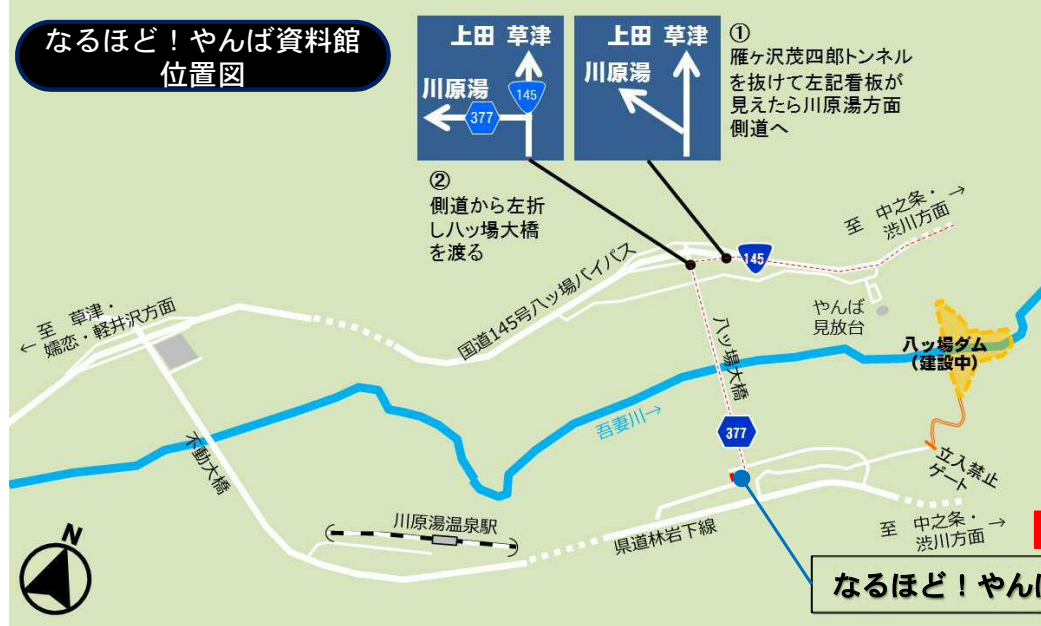 なるほど！やんば資料館
位置図
上田 草津
川原湯
145
377
上田 草津
川原湯
①
雁ヶ沢茂四郎トンネル
を抜けて左記看板が
見えたら川原湯方面
側道へ
②
側道から左折
し八ッ場大橋
を渡る
至 中之条・→
渋川方面
145
国道145号八ッ場バイパス
至 草津・
←嬬恋・軽井沢方面
やんば
見放台
八ッ場ダム
（建設中）
八ッ場大橋
吾妻川→
377
不動大橋
立入禁止
ゲート
川原湯温泉駅
県道林岩下線
至 中之条・→
渋川方面
N
なるほど！やん